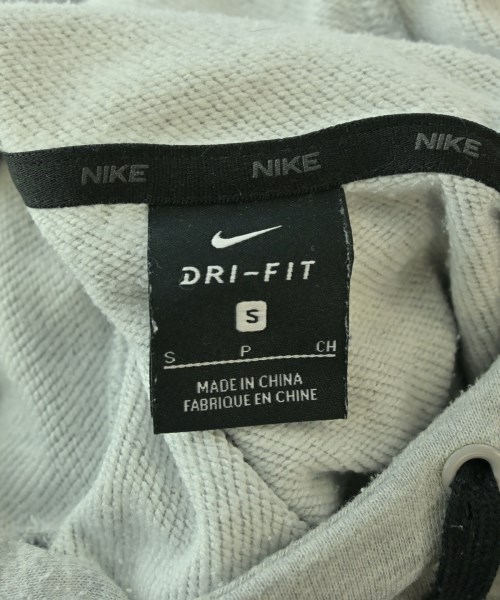 NIKE NIKE NIKE
DRI-FIT
S
S P CH
MADE IN CHINA
FABRIQUE EN CHINE